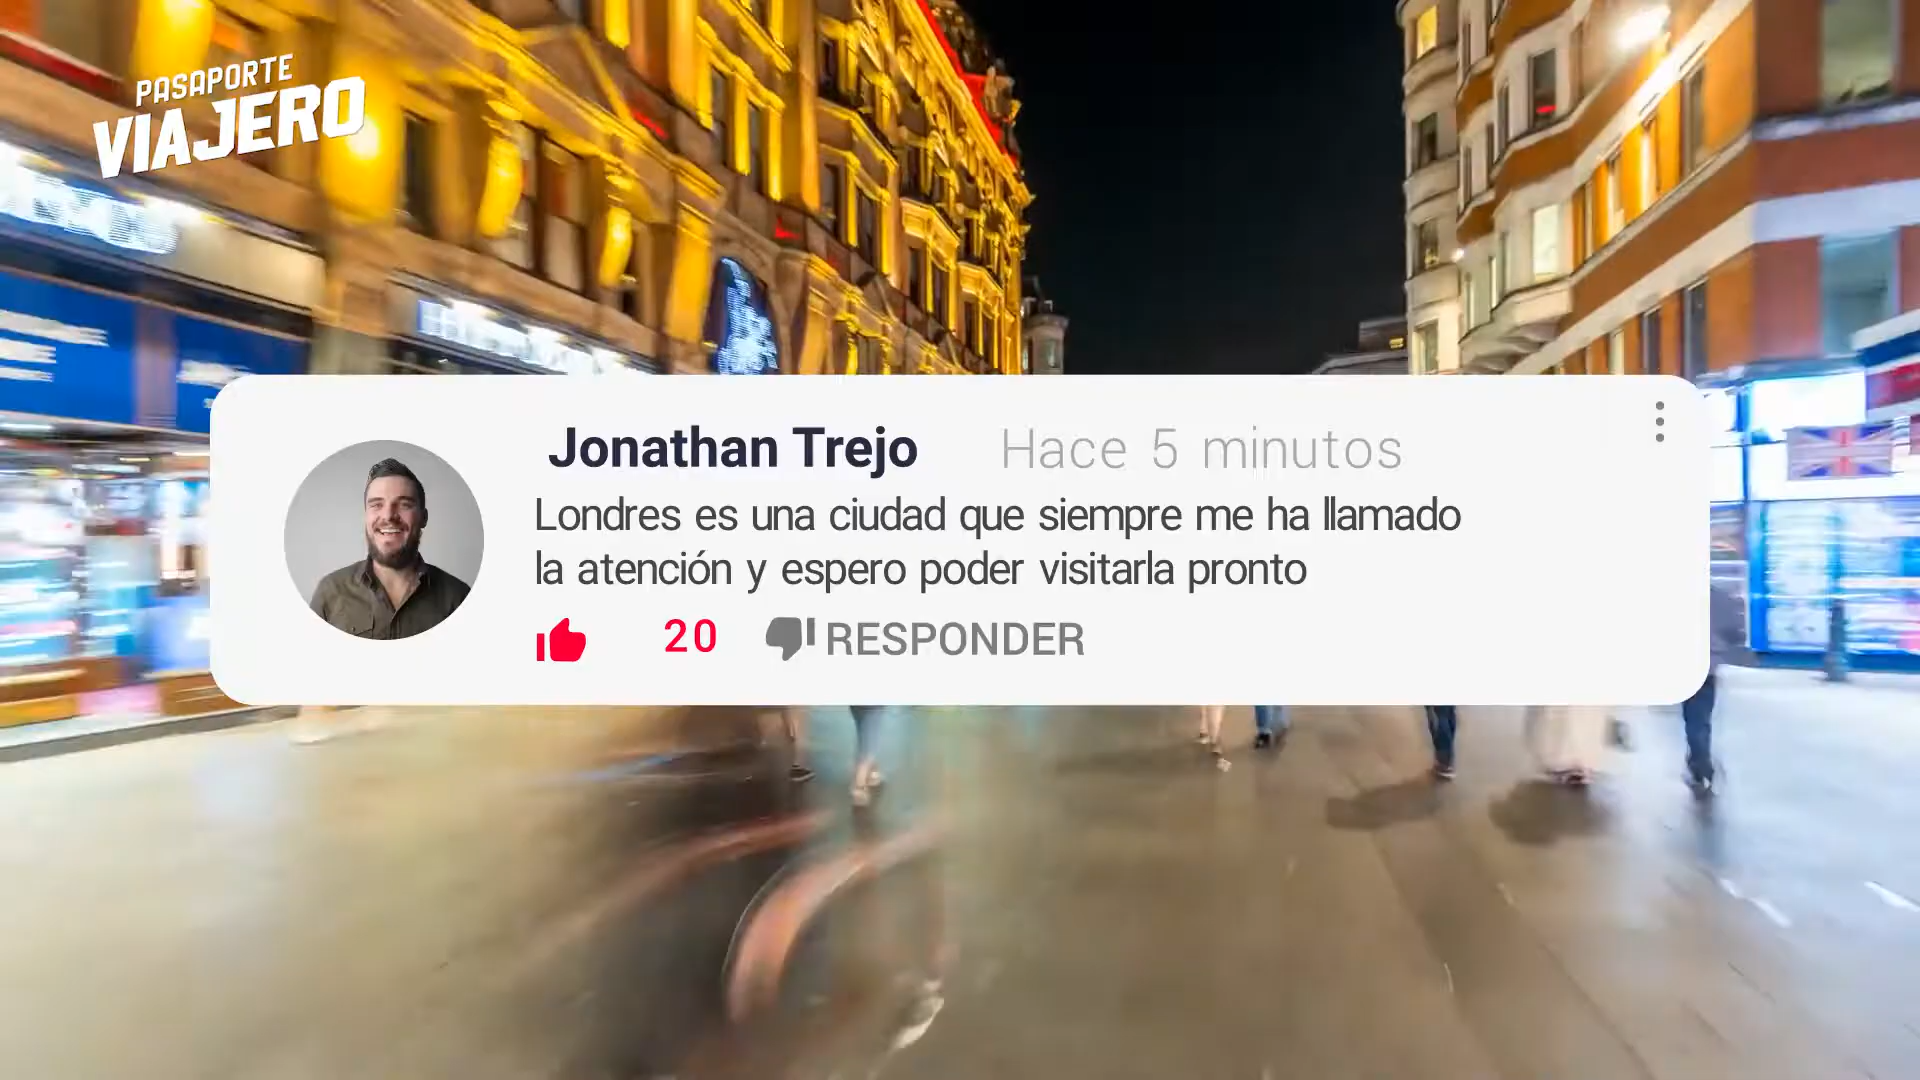 PASAPORTE
VIAJERO
Jonathan Trejo Hace 5 minutos
Londres es una ciudad que siempre me ha llamado
la atención y espero poder visitarla pronto
20 RESPONDER